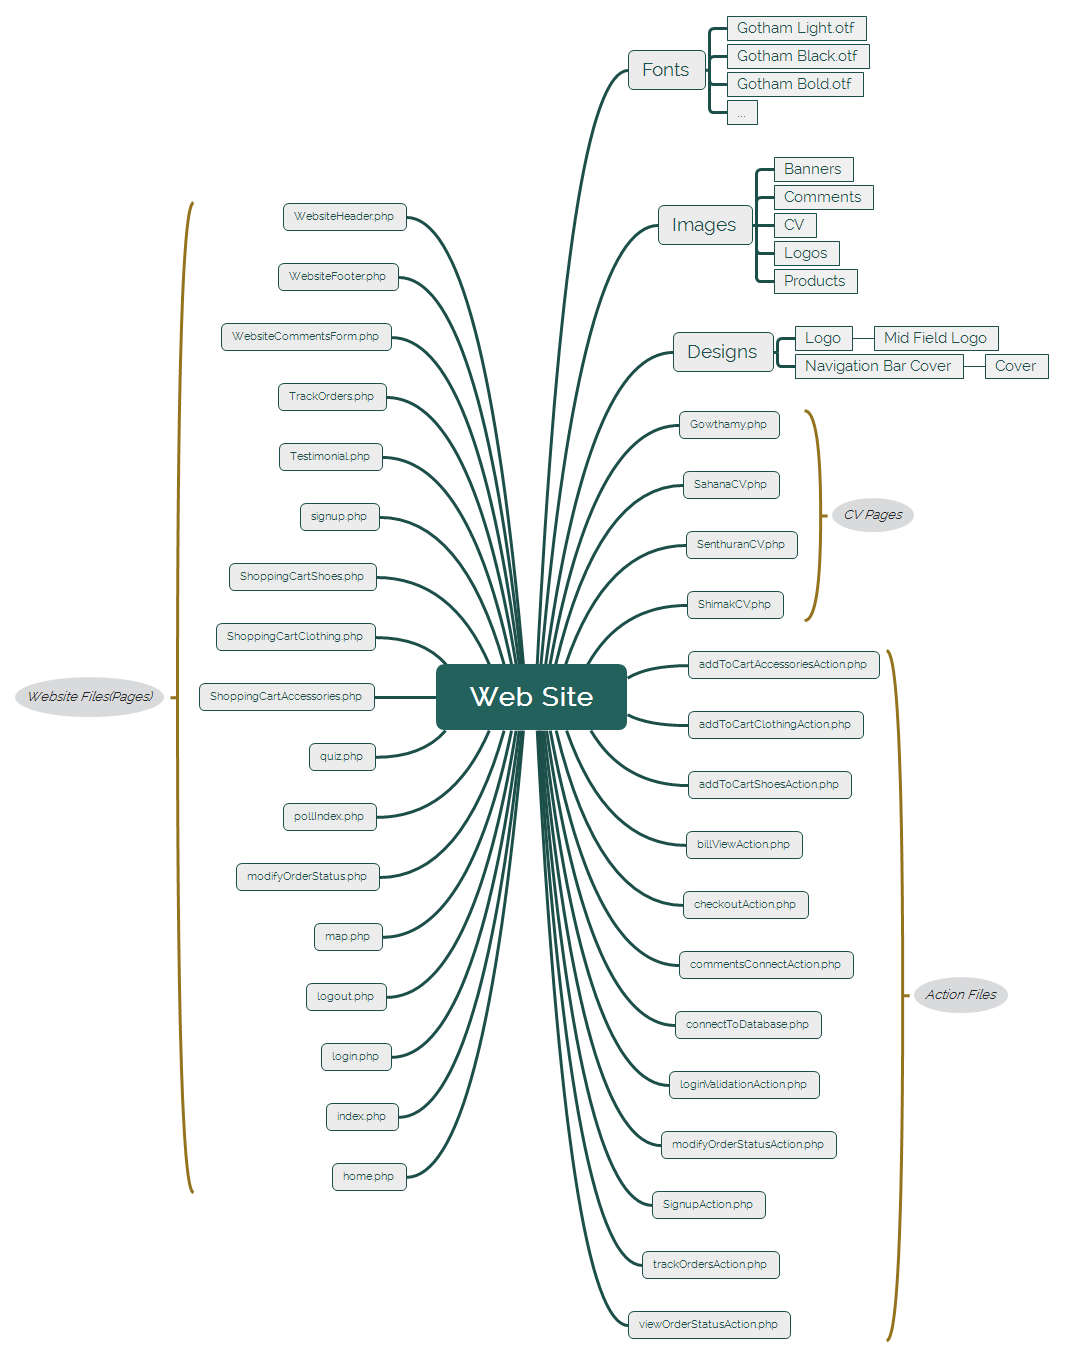 Web Site
Fonts
Gotham Light.otf
Gotham Black.otf
Gotham Bold.otf
...
Images
Banners
Comments
CV
Logos
Products
Designs
Logo
Mid Field Logo
Navigation Bar Cover
Cover
Gowthamy.php
SahanaCV.php
SenthuranCV.php
ShimakCV.php
CV Pages
addToCartAccessoriesAction.php
addToCartClothingAction.php
addToCartShoesAction.php
billViewAction.php
checkoutAction.php
commentsConnectAction.php
connectToDatabase.php
loginValidationAction.php
modifyOrderStatusAction.php
SignupAction.php
trackOrdersAction.php
viewOrderStatusAction.php
Action Files
WebsiteHeader.php
WebsiteFooter.php
WebsiteCommentsForm.php
TrackOrders.php
Testimonial.php
signup.php
ShoppingCartShoes.php
ShoppingCartClothing.php
ShoppingCartAccessories.php
quiz.php
pollIndex.php
modifyOrderStatus.php
map.php
logout.php
login.php
index.php
home.php
Website Files(Pages)